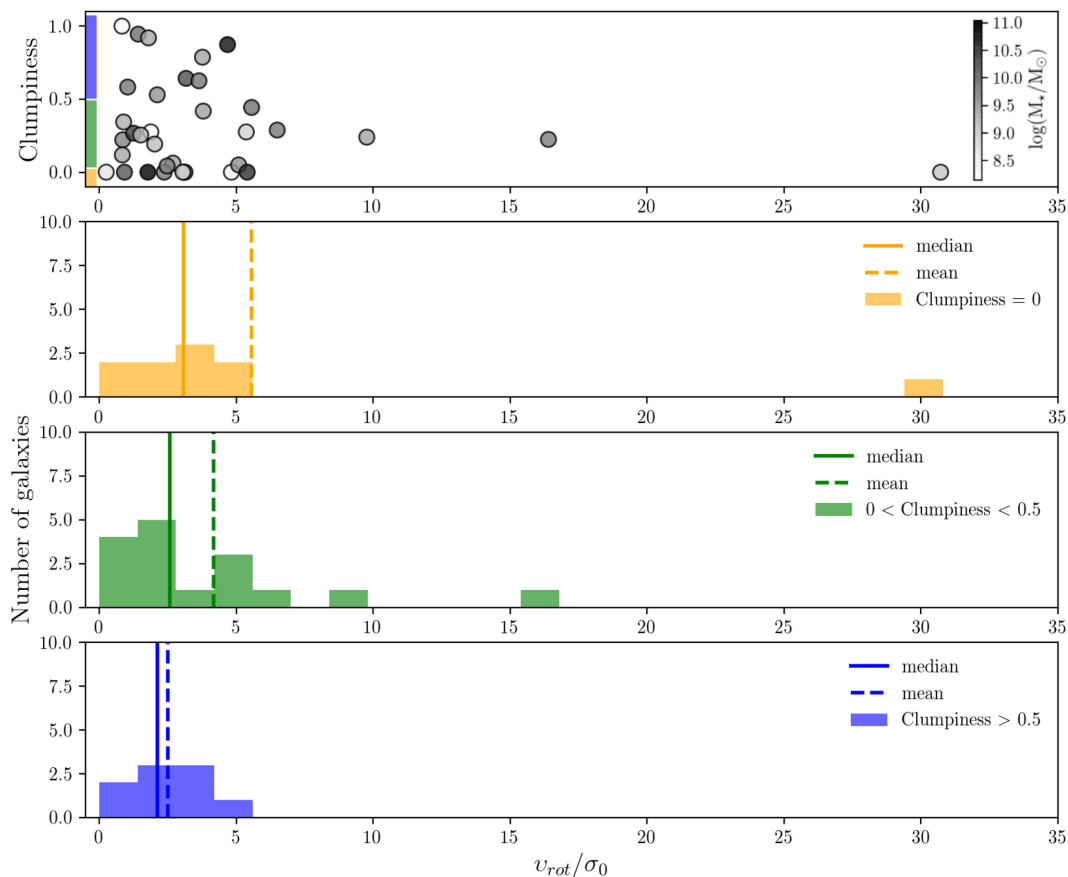 Clumpiness
1.0
0.5
0.0
0 5 10 15 20 25 30 35
11.0
10.5
10.0
9.5
9.0
8.5
log(M⋆/M⊙)
10.0
7.5
5.0
2.5
0.0
median
mean
Clumpiness = 0
0 5 10 15 20 25 30 35
Number of galaxies
10.0
7.5
5.0
2.5
0.0
median
mean
0 < Clumpiness < 0.5
0 5 10 15 20 25 30 35
10.0
7.5
5.0
2.5
0.0
median
mean
Clumpiness > 0.5
0 5 10 15 20 25 30 35
υrot/σ0